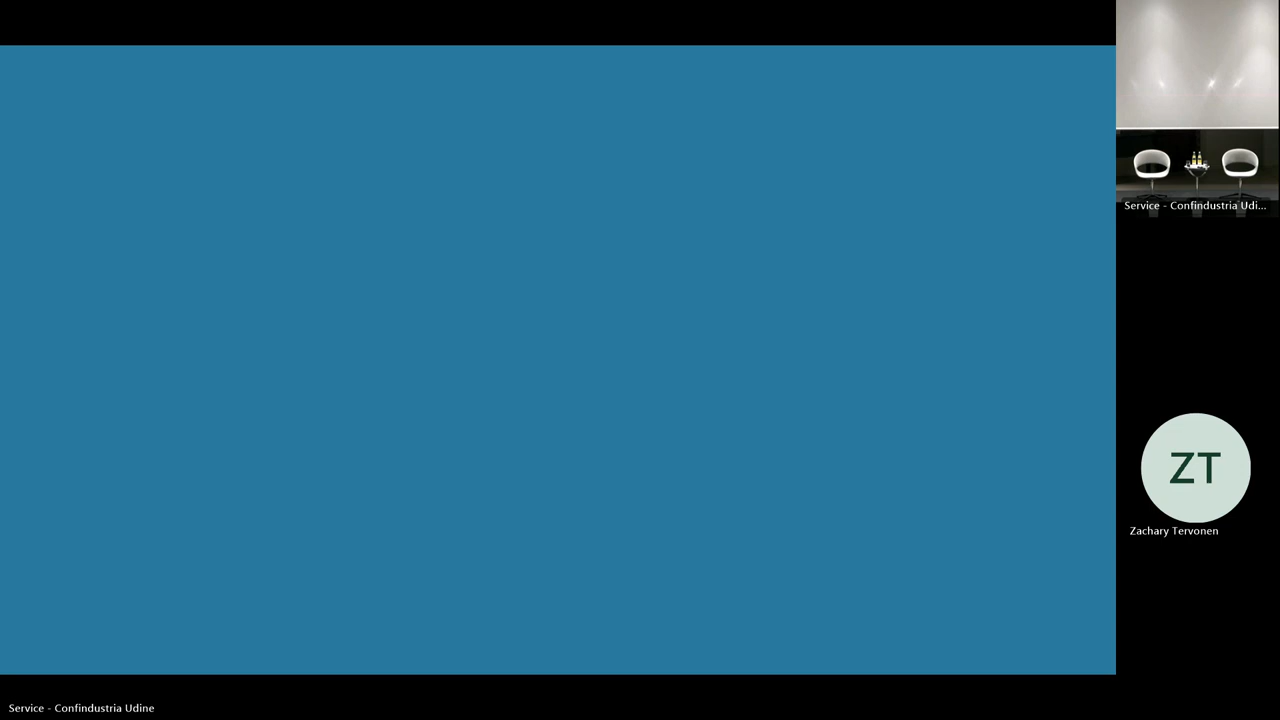 Service - Confindustria Udi...
ZT
Zachary Tervonen
Service - Confindustria Udine